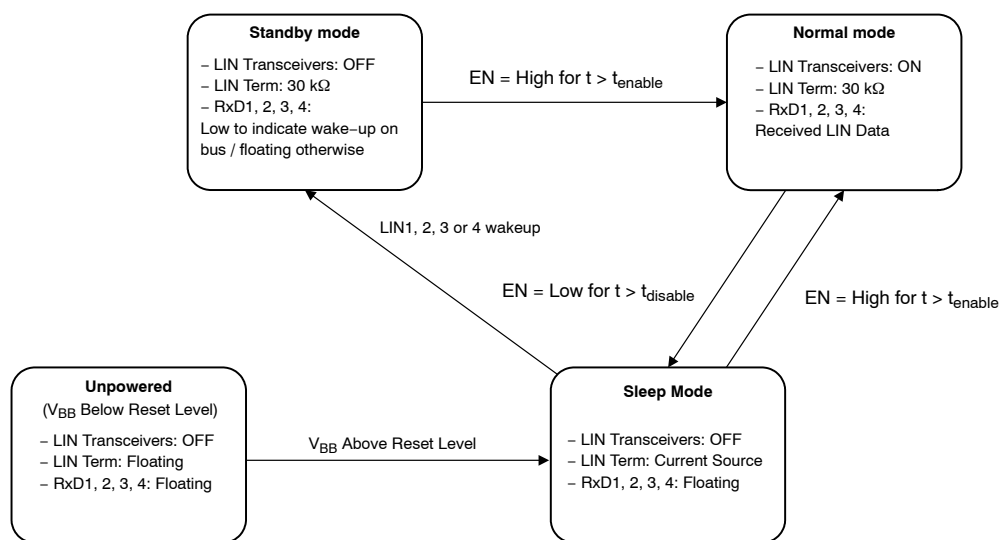 Standby mode
– LIN Transceivers: OFF
– LIN Term: 30 kΩ
– RxD1, 2, 3, 4:
Low to indicate wake–up on
bus / floating otherwise
EN = High for t > tenable
Normal mode
– LIN Transceivers: ON
– LIN Term: 30 kΩ
– RxD1, 2, 3, 4:
Received LIN Data
LIN1, 2, 3 or 4 wakeup
EN = Low for t > tdisable
EN = High for t > tenable
Unpowered
(VBB Below Reset Level)
– LIN Transceivers: OFF
– LIN Term: Floating
– RxD1, 2, 3, 4: Floating
VBB Above Reset Level
Sleep Mode
– LIN Transceivers: OFF
– LIN Term: Current Source
– RxD1, 2, 3, 4: Floating